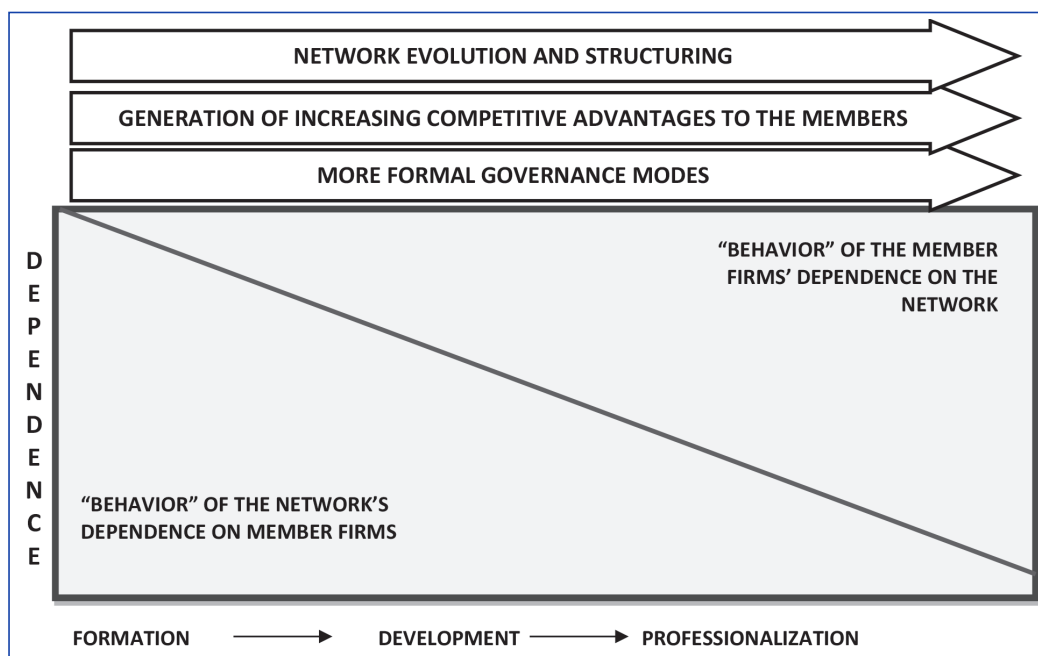 NETWORK EVOLUTION AND STRUCTURING
GENERATION OF INCREASING COMPETITIVE ADVANTAGES TO THE MEMBERS
MORE FORMAL GOVERNANCE MODES
DEPENDENCE
“BEHAVIOR” OF THE MEMBER
FIRMS’ DEPENDENCE ON THE
NETWORK
“BEHAVIOR” OF THE NETWORK’S
DEPENDENCE ON MEMBER FIRMS
FORMATION DEVELOPMENT PROFESSIONALIZATION